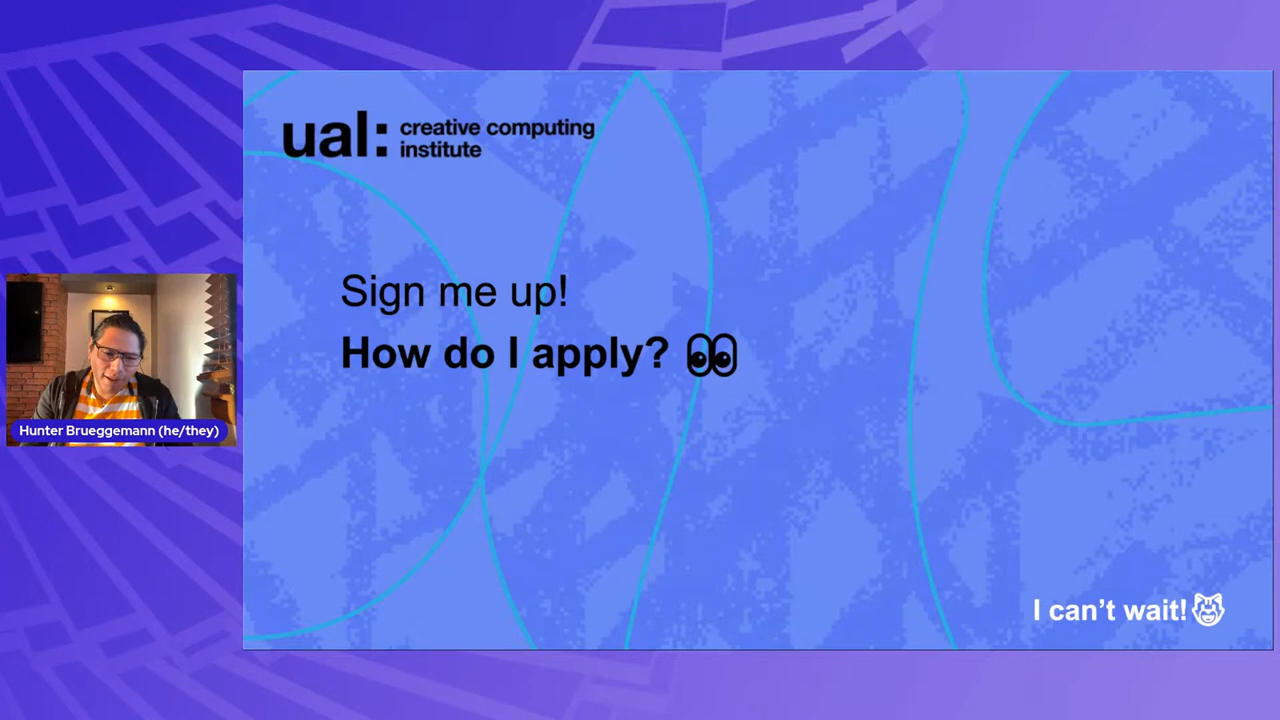 ual: creative computing
institute
Sign me up!
How do I apply? 👀
Hunter Brueggemann (he/they)
I can’t wait!😺